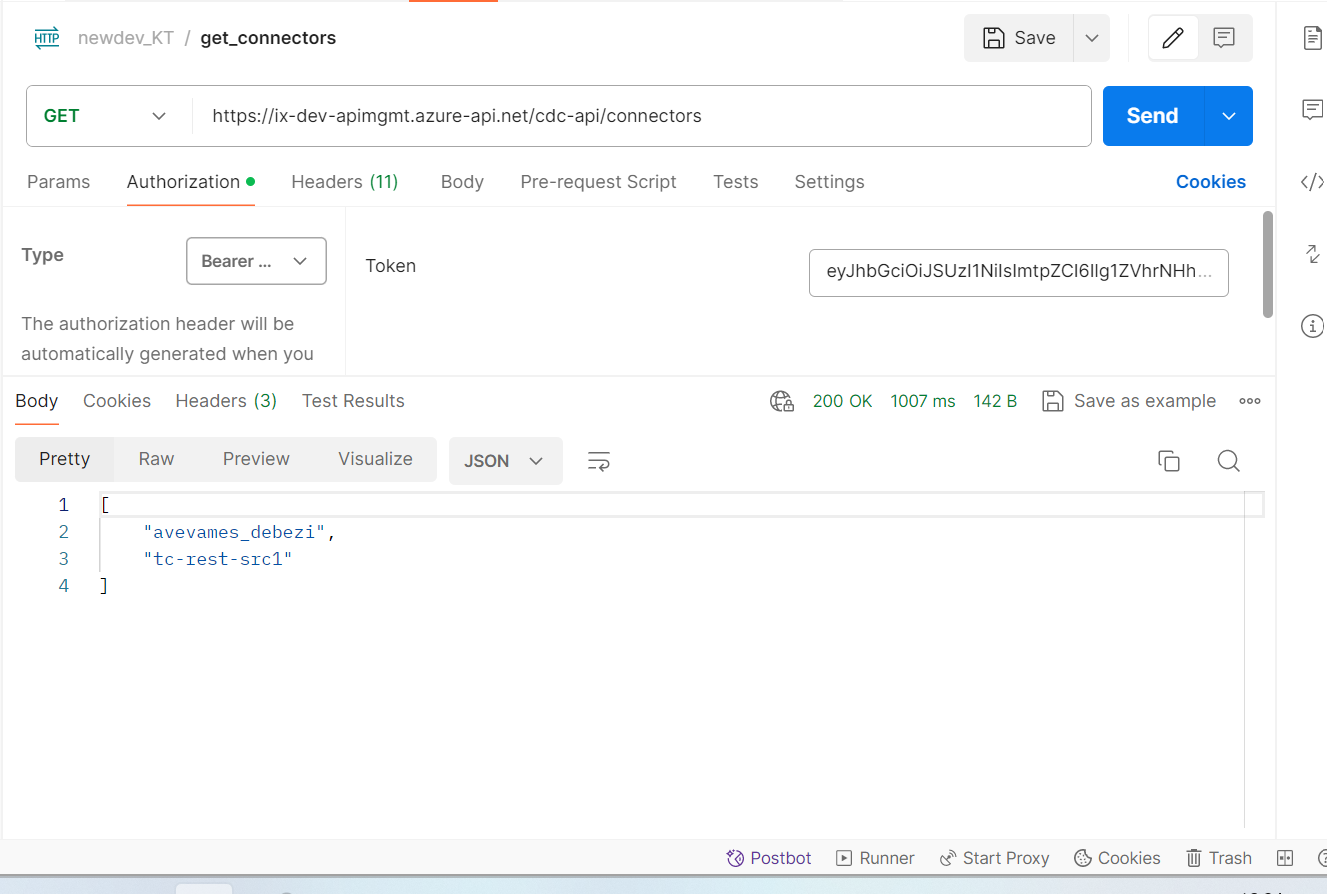 HTTP newdev_KT / get_connectors Save
GET https://ix-dev-apimgmt.azure-api.net/cdc-api/connectors Send
Params Authorization Headers (11) Body Pre-request Script Tests Settings Cookies
Type Bearer ... Token eyJhbGciOiJSUzI1NiIsImtpZCI6Ilg1ZVhrNHh...
The authorization header will be
automatically generated when you
Body Cookies Headers (3) Test Results 200 OK 1007 ms 142 B Save as example
Pretty Raw Preview Visualize JSON
1 [
2 "avevames_debezi",
3 "tc-rest-src1"
4 ]
Postbot Runner Start Proxy Cookies Trash